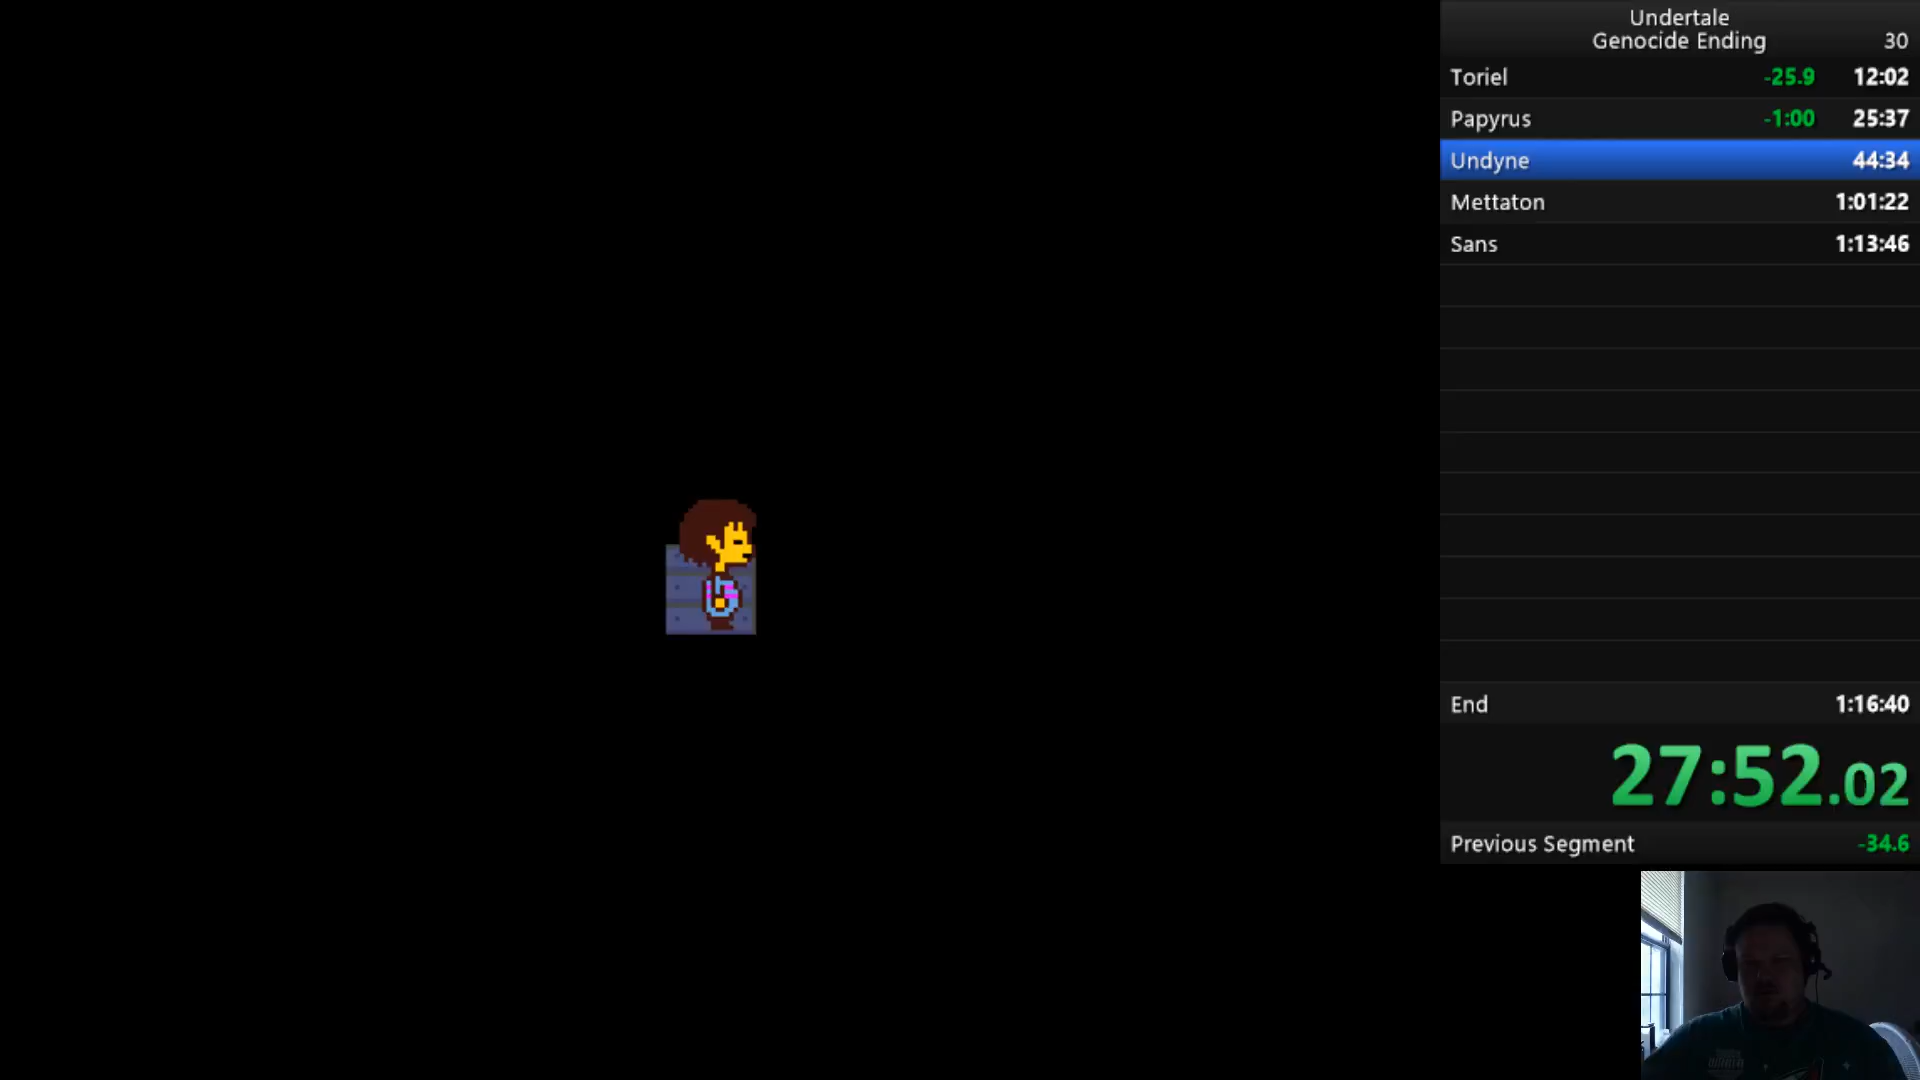 Undertale
Genocide Ending 30
Toriel -25.9 12:02
Papyrus -1:00 25:37
Undyne 44:34
Mettaton 1:01:22
Sans 1:13:46
End 1:16:40
27:52.02
Previous Segment -34.6